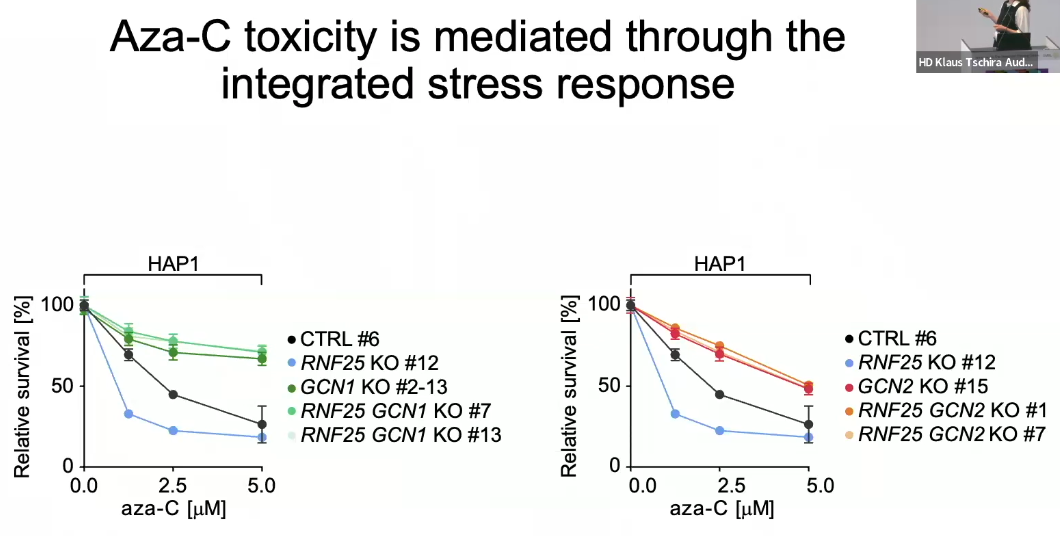 Aza-C toxicity is mediated through the
integrated stress response
HD Klaus Tschira Aud...
HAP1
Relative survival [%]
100
50
0
0.0 2.5 5.0
aza-C [μM]
CTRL #6
RNF25 KO #12
GCN1 KO #2-13
RNF25 GCN1 KO #7
RNF25 GCN1 KO #13
HAP1
Relative survival [%]
100
50
0
0.0 2.5 5.0
aza-C [μM]
CTRL #6
RNF25 KO #12
GCN2 KO #15
RNF25 GCN2 KO #1
RNF25 GCN2 KO #7